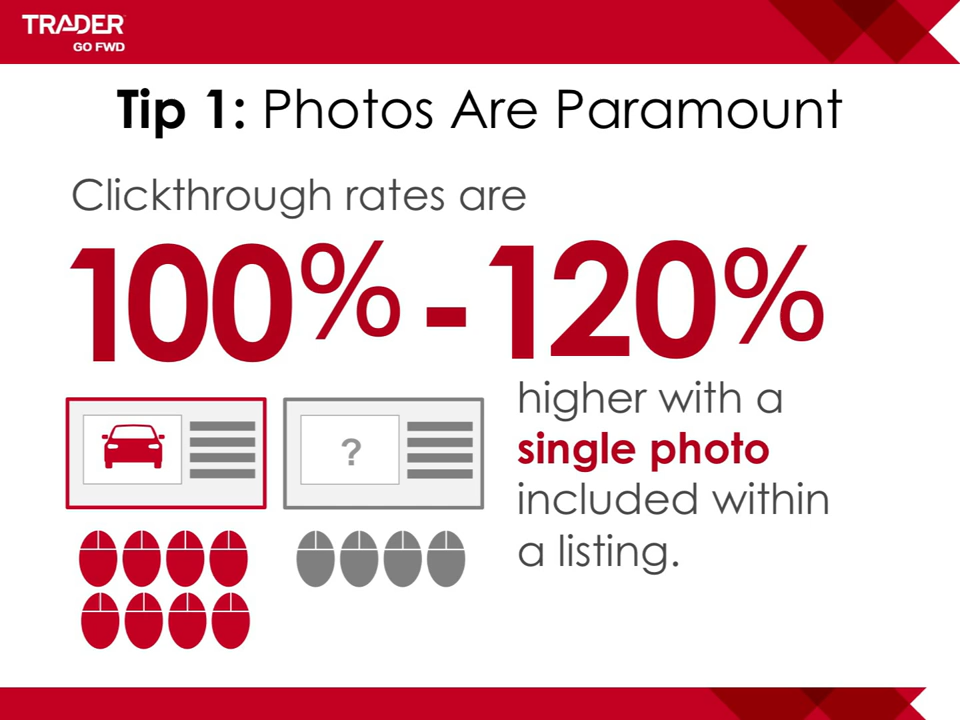 TRADER
GO FWD
Tip 1: Photos Are Paramount
Clickthrough rates are
100% - 120%
higher with a
single photo
included within
a listing.
?